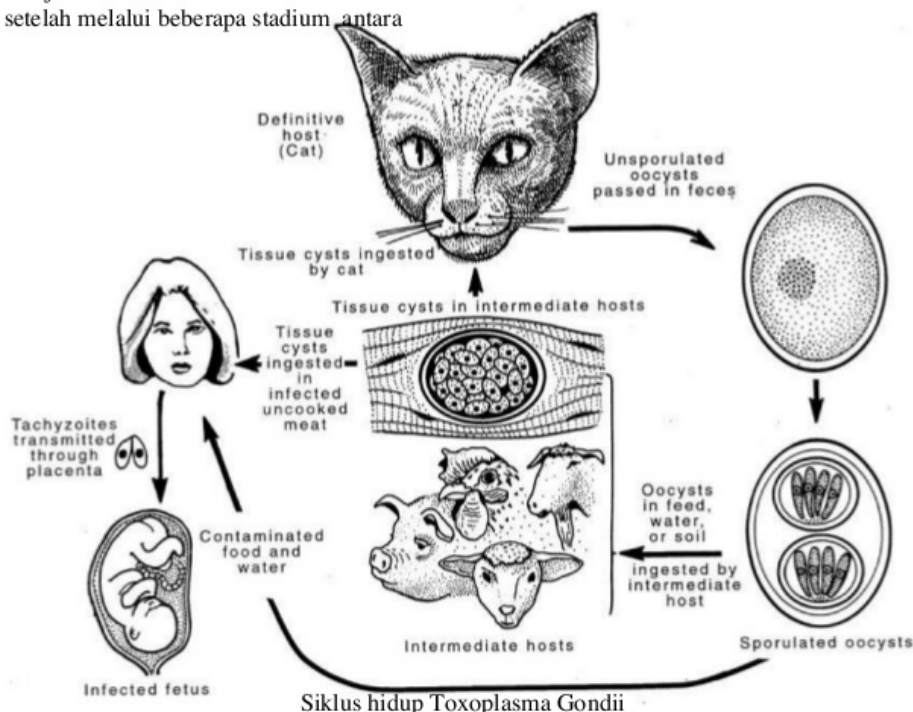 setelah melalui beberapa stadium antara
Definitive
host
(Cat)
Unsporulated
oocysts
passed in feces
Tissue cysts ingested
by cat
Tissue cysts in intermediate hosts
Tissue
cysts
ingested
in
infected
uncooked
meat
Tachyzoites
transmitted
through
placenta
Contaminated
food and
water
Oocysts
in feed,
water,
or soil
ingested by
intermediate
host
Intermediate hosts
Sporulated oocysts
Infected fetus
Siklus hidup Toxoplasma Gondii